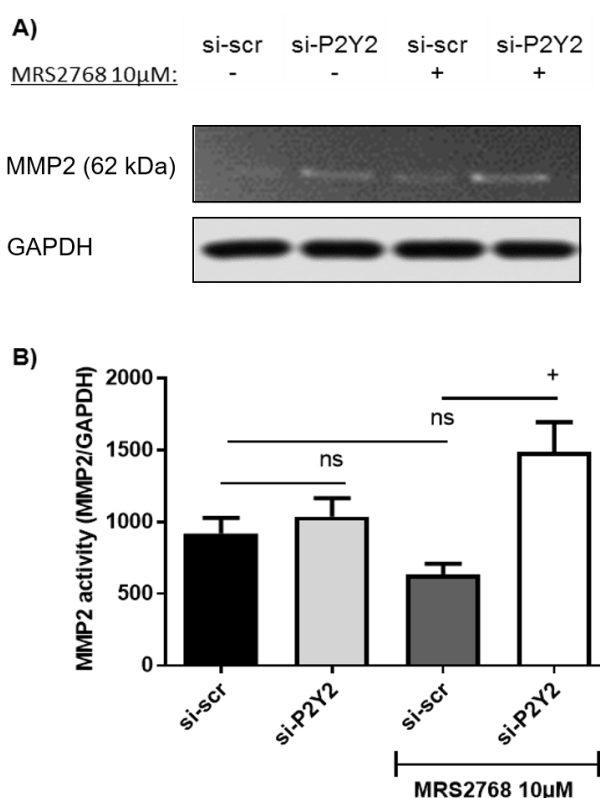 A)
si-scr si-P2Y2 si-scr si-P2Y2
MRS2768 10µM: - - + +
MMP2 (62 kDa)
GAPDH
B)
MMP2 activity (MMP2/GAPDH)
2000
1500
1000
500
0
+
ns
ns
si-scr
si-P2Y2
si-scr
si-P2Y2
MRS2768 10µM